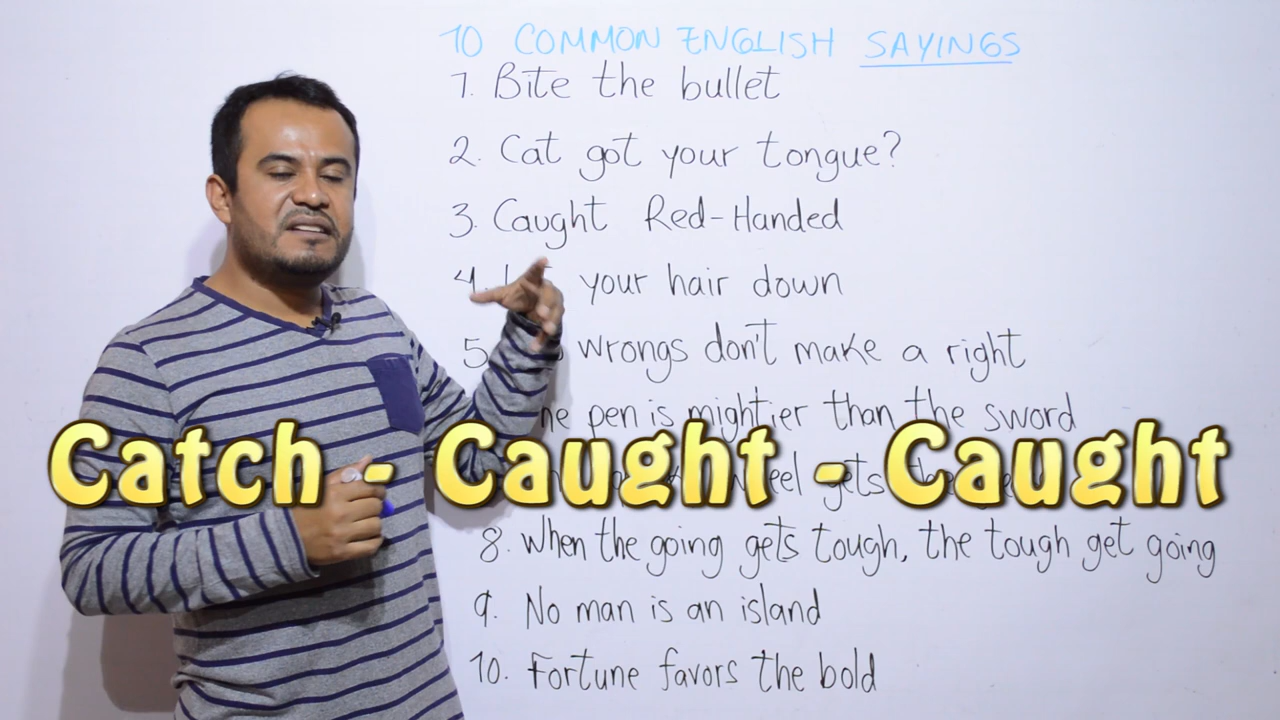 10 COMMON ENGLISH SAYINGS
1. Bite the bullet
2. Cat got your tongue?
3. Caught Red-Handed
4. your hair down
5 wrongs don't make a right
pen is mightier than the sword
Catch - Caught - Caught
gets
8. When the going gets tough, the tough get going
9. No man is an island
10. Fortune favors the bold